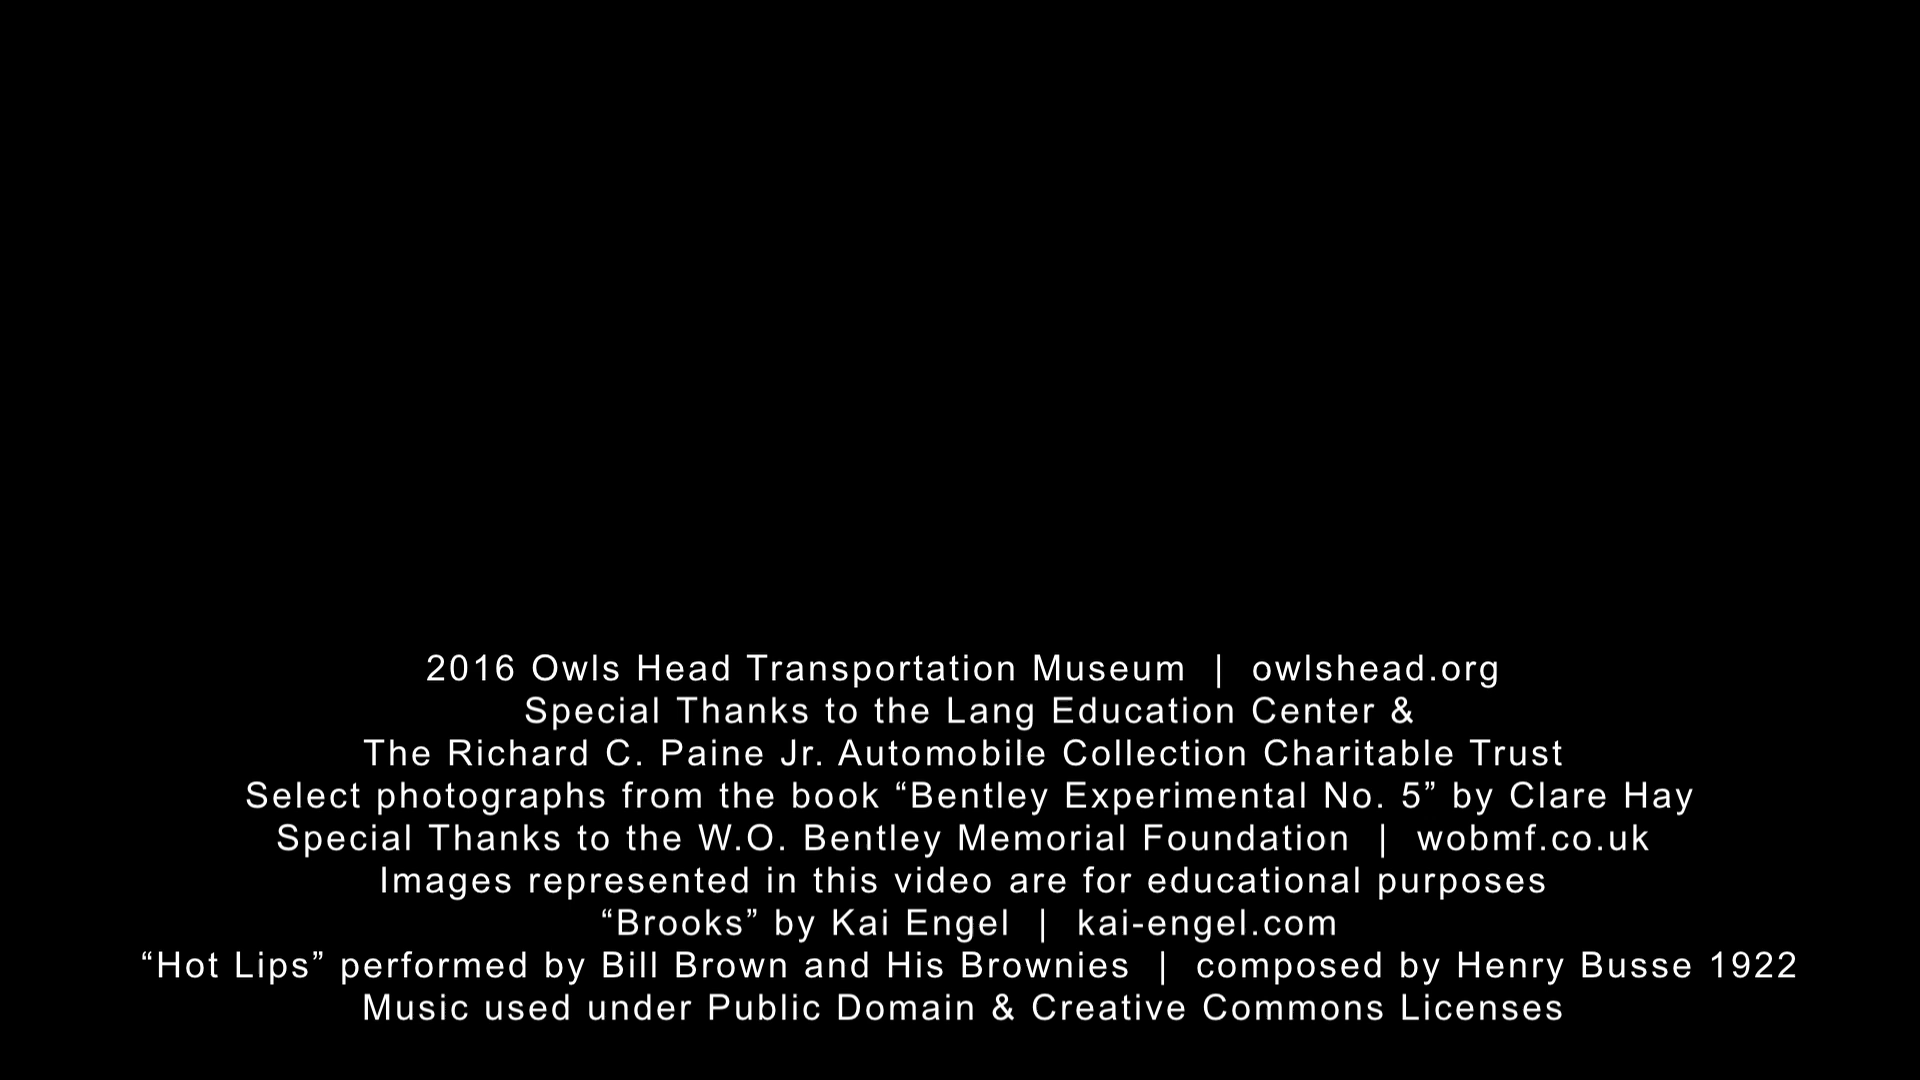 2016 Owls Head Transportation Museum | owlshead.org
Special Thanks to the Lang Education Center &
The Richard C. Paine Jr. Automobile Collection Charitable Trust
Select photographs from the book “Bentley Experimental No. 5” by Clare Hay
Special Thanks to the W.O. Bentley Memorial Foundation | wobmf.co.uk
Images represented in this video are for educational purposes
“Brooks” by Kai Engel | kai-engel.com
“Hot Lips” performed by Bill Brown and His Brownies | composed by Henry Busse 1922
Music used under Public Domain & Creative Commons Licenses